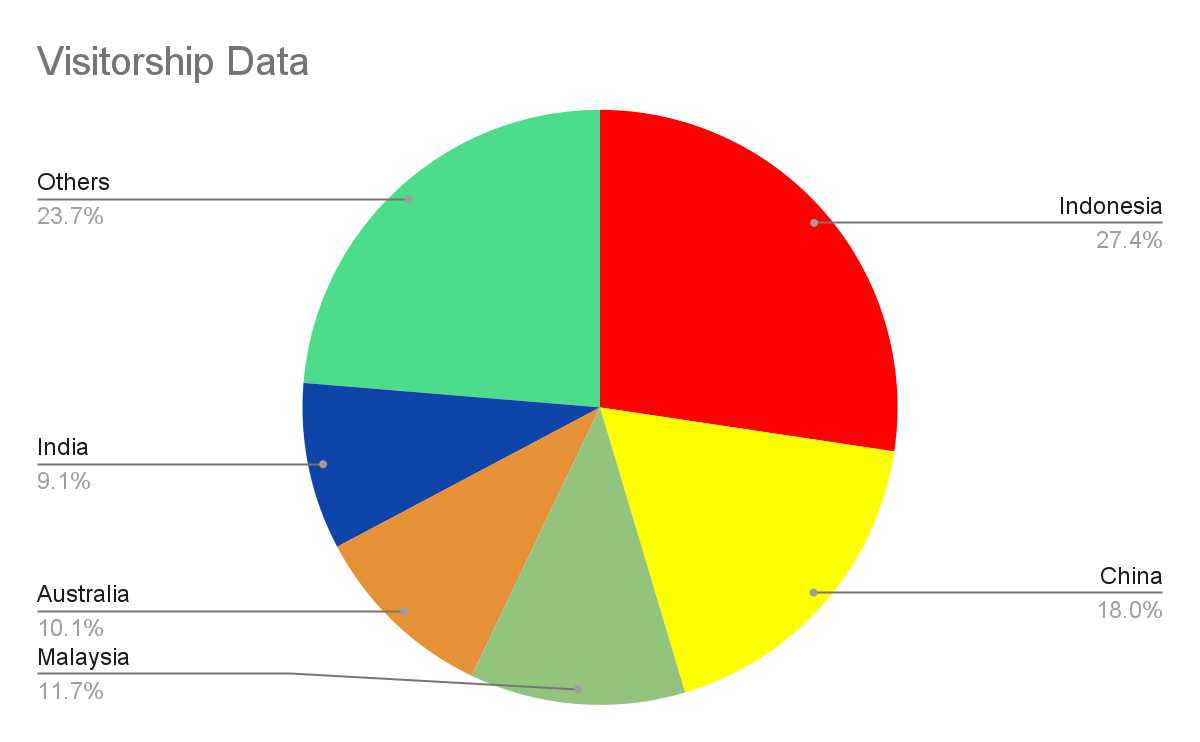 Visitorship Data
Others
23.7%
Indonesia
27.4%
India
9.1%
China
18.0%
Australia
10.1%
Malaysia
11.7%